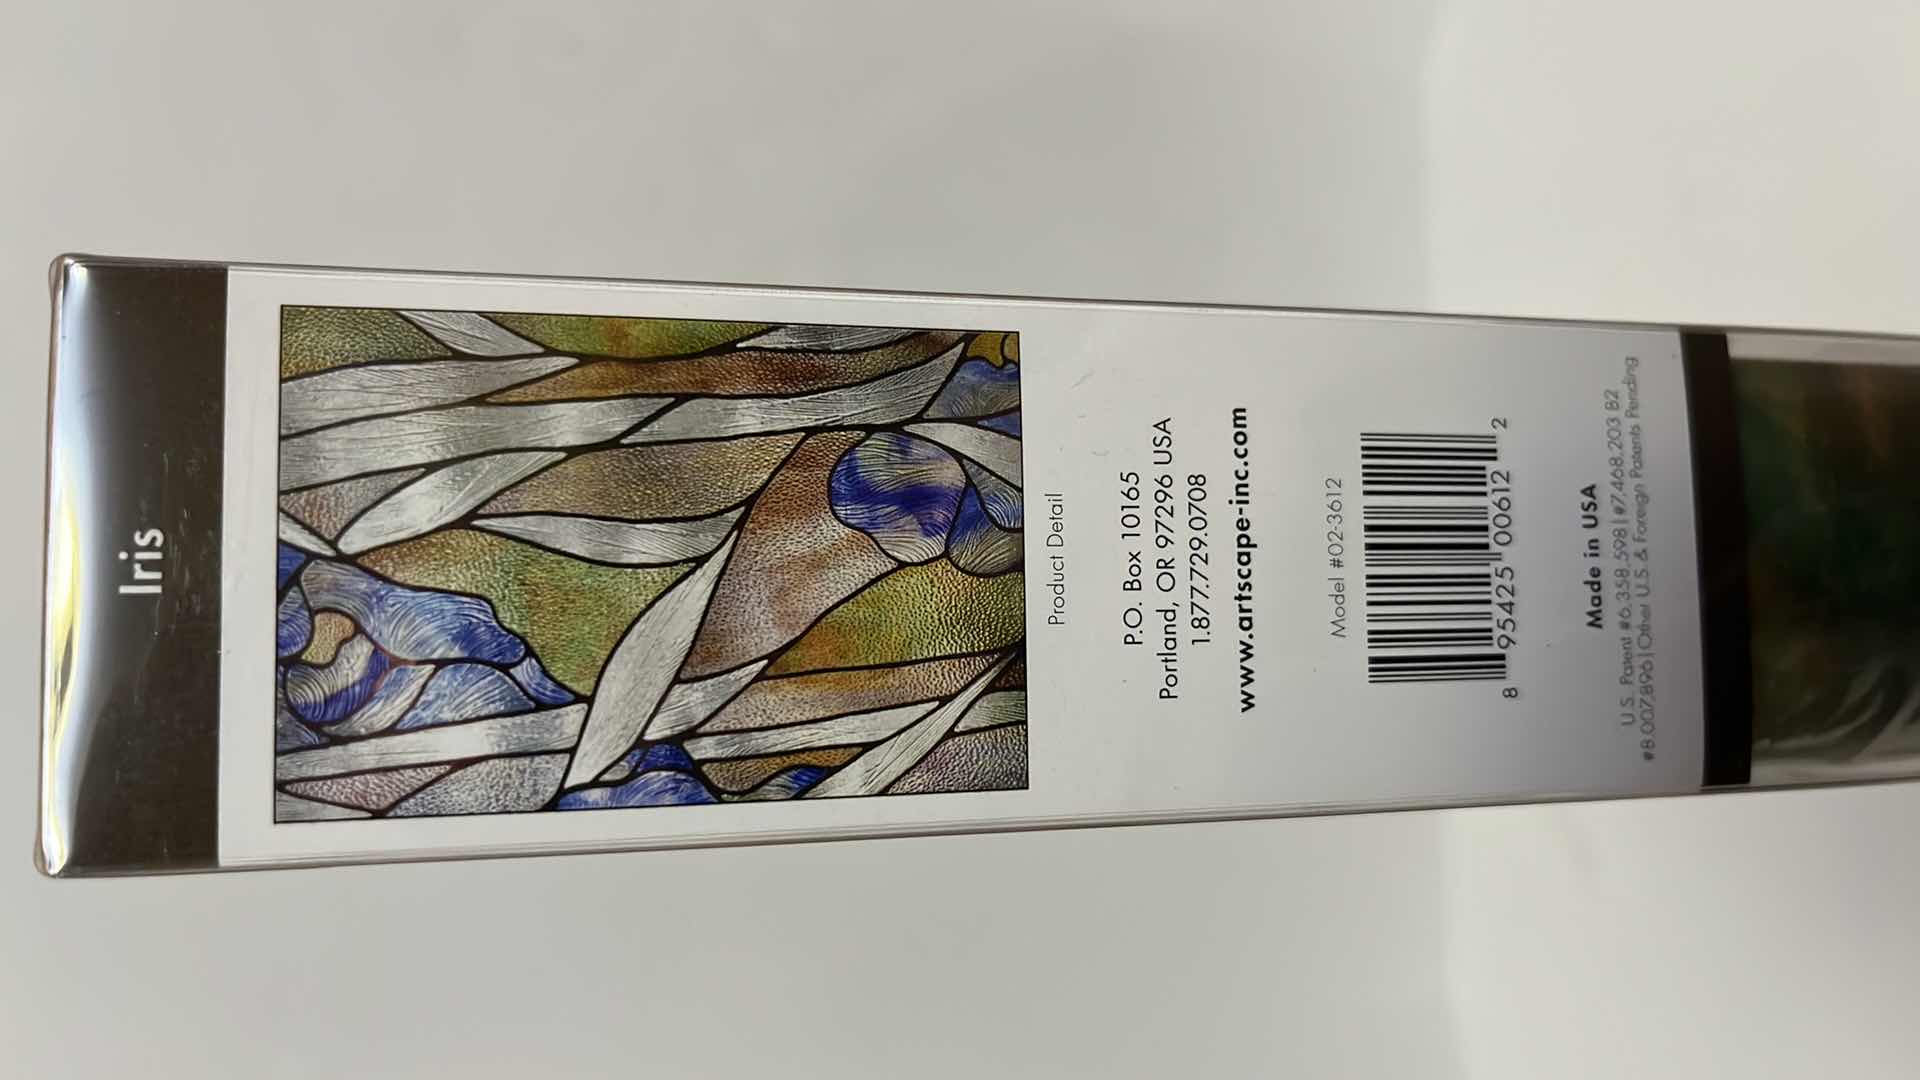 Iris
Product Detail
P.O. Box 10165
Portland, OR 97296 USA
1.877.729.0708
www.artscape-inc.com
Model #02-3612
8 95425 00612 2
Made in USA
U.S. Patent #6,358,598 | #7,468,203 B2
#8,007,896 | Other U.S. & Foreign Patents Pending